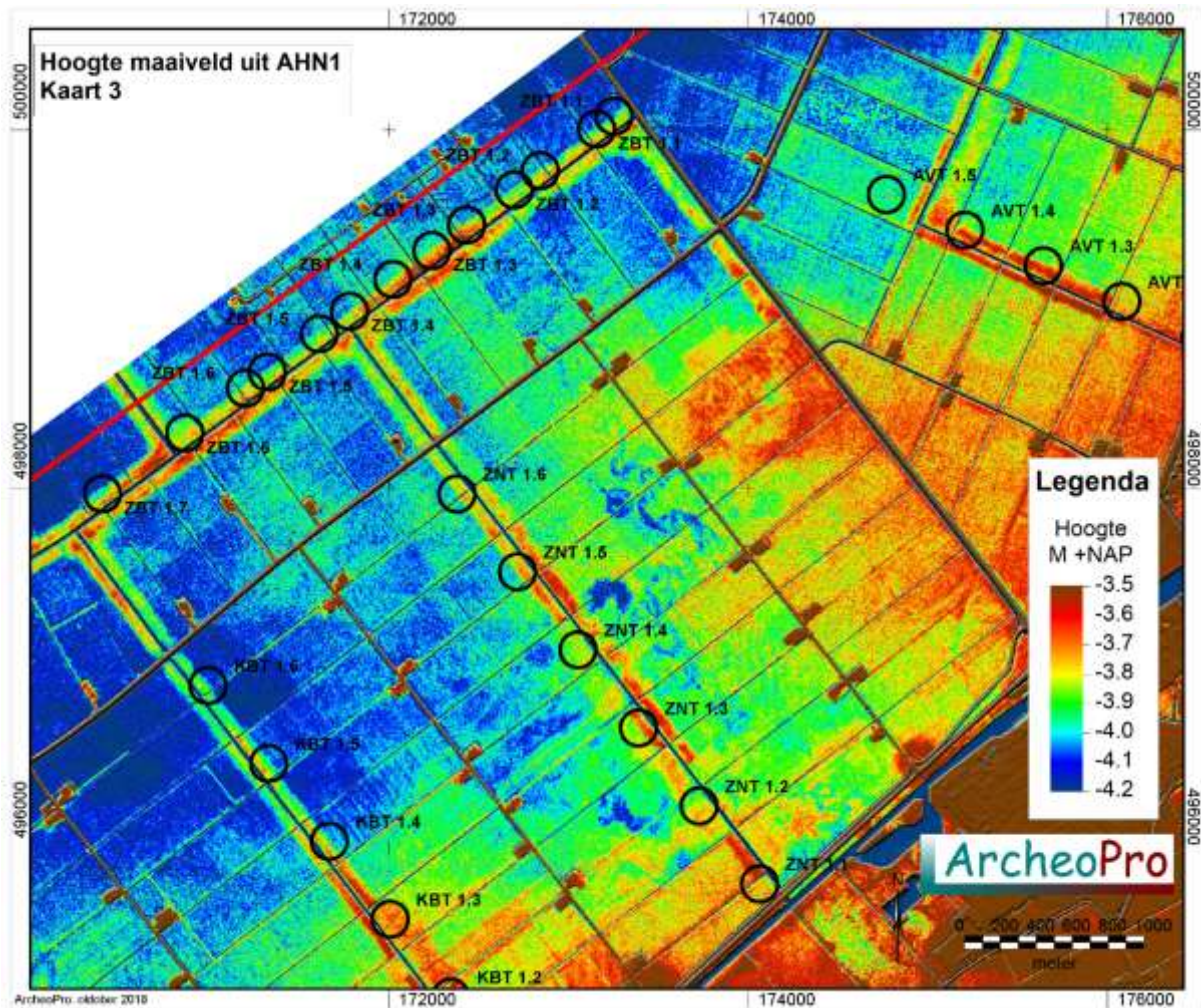 172000
174000
176000
Hoogte maaiveld uit AHN1
Kaart 3
500000
500000
ZBT 1.1
ZBT 1.1
ZBT 1.2
ZBT 1.2
ZBT 1.3
ZBT 1.3
ZBT 1.4
ZBT 1.4
ZBT 1.5
ZBT 1.5
ZBT 1.6
ZBT 1.6
ZBT 1.7
AVT 1.5
AVT 1.4
AVT 1.3
AVT
498000
498000
ZNT 1.6
ZNT 1.5
ZNT 1.4
ZNT 1.3
ZNT 1.2
ZNT 1.1
KBT 1.6
KBT 1.5
KBT 1.4
KBT 1.3
KBT 1.2
Legenda
Hoogte
M +NAP
-3.5
-3.6
-3.7
-3.8
-3.9
-4.0
-4.1
-4.2
496000
496000
ArcheoPro
N
0 200 400 600 800 1000
meter
ArcheoPro. oktober 2010
172000
174000
176000